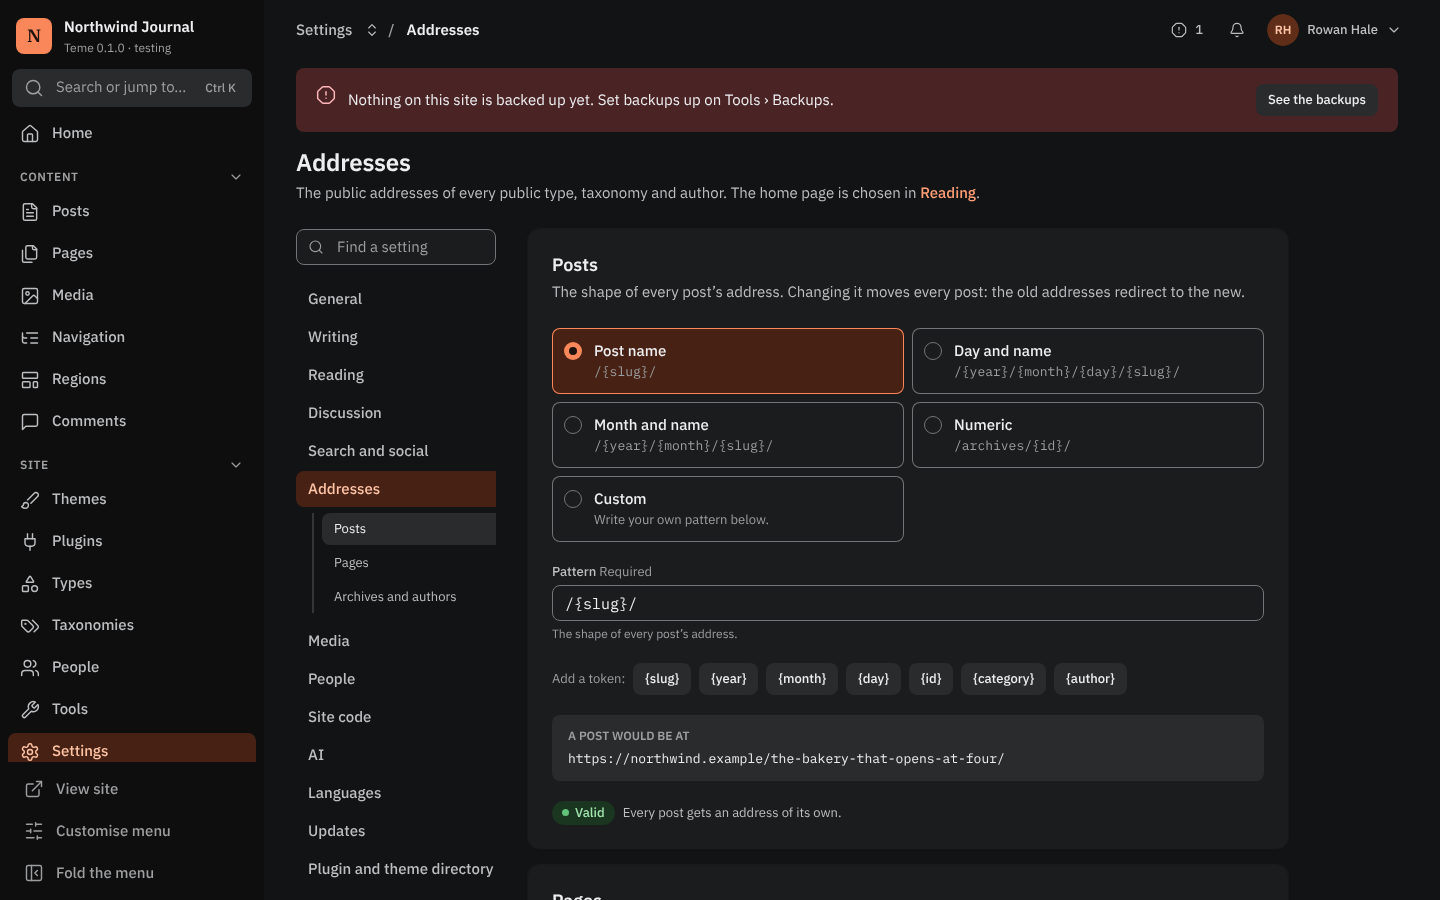 N
Northwind Journal
Teme 0.1.0 · testing
Search or jump to... Ctrl K
Home
CONTENT
Posts
Pages
Media
Navigation
Regions
Comments
SITE
Themes
Plugins
Types
Taxonomies
People
Tools
Settings
View site
Customise menu
Fold the menu
Settings / Addresses
1
RH Rowan Hale
Nothing on this site is backed up yet. Set backups up on Tools › Backups.
See the backups
Addresses
The public addresses of every public type, taxonomy and author. The home page is chosen in Reading.
Find a setting
General
Writing
Reading
Discussion
Search and social
Addresses
Posts
Pages
Archives and authors
Media
People
Site code
AI
Languages
Updates
Plugin and theme directory
Posts
The shape of every post’s address. Changing it moves every post: the old addresses redirect to the new.
Post name
/{slug}/
Day and name
/{year}/{month}/{day}/{slug}/
Month and name
/{year}/{month}/{slug}/
Numeric
/archives/{id}/
Custom
Write your own pattern below.
Pattern Required
/{slug}/
The shape of every post’s address.
Add a token: {slug} {year} {month} {day} {id} {category} {author}
A POST WOULD BE AT
https://northwind.example/the-bakery-that-opens-at-four/
Valid Every post gets an address of its own.
Pages